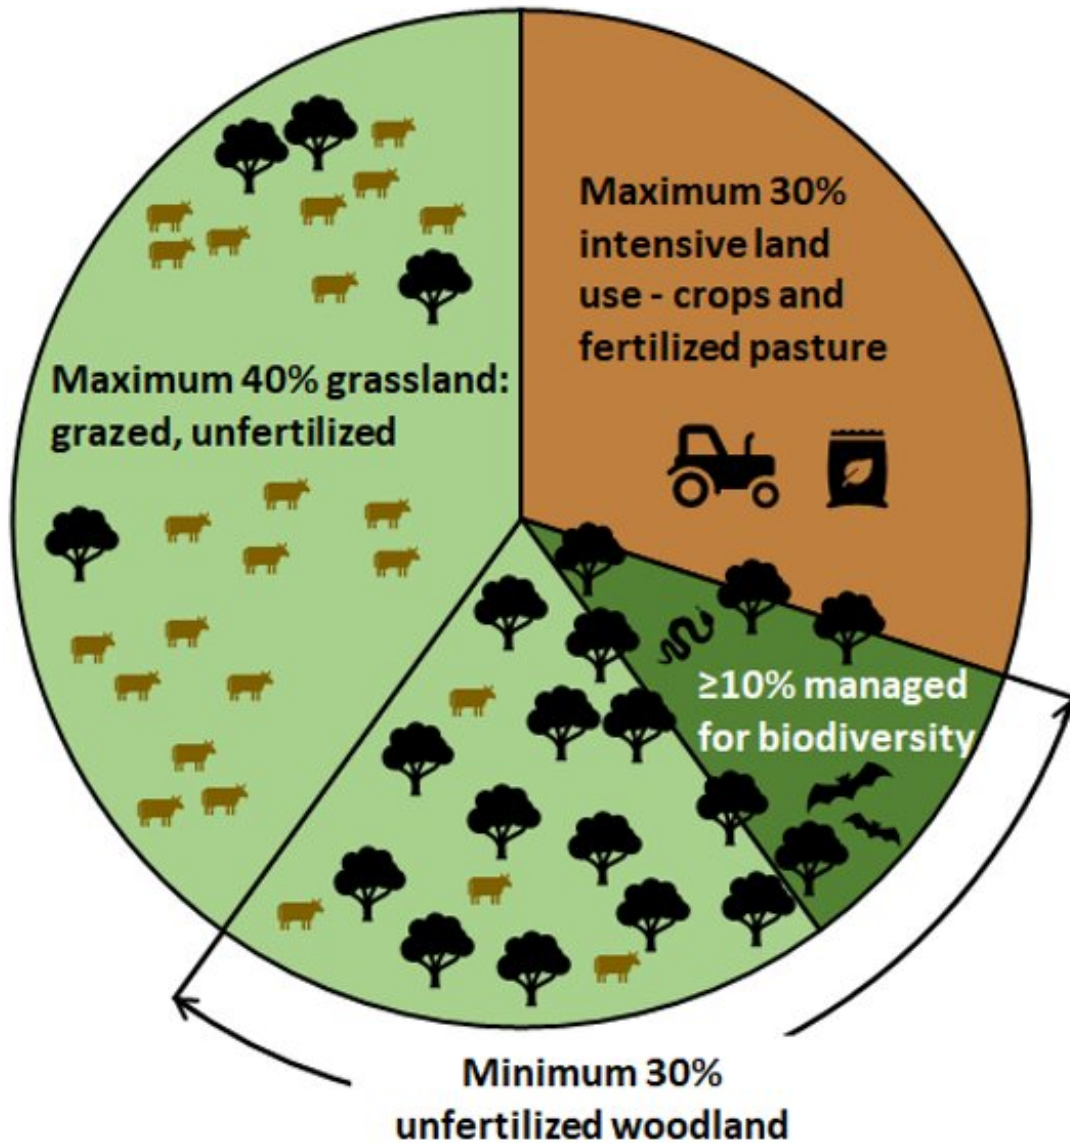 Maximum 30%
intensive land
use - crops and
fertilized pasture
Maximum 40% grassland:
grazed, unfertilized
≥10% managed
for biodiversity
Minimum 30%
unfertilized woodland